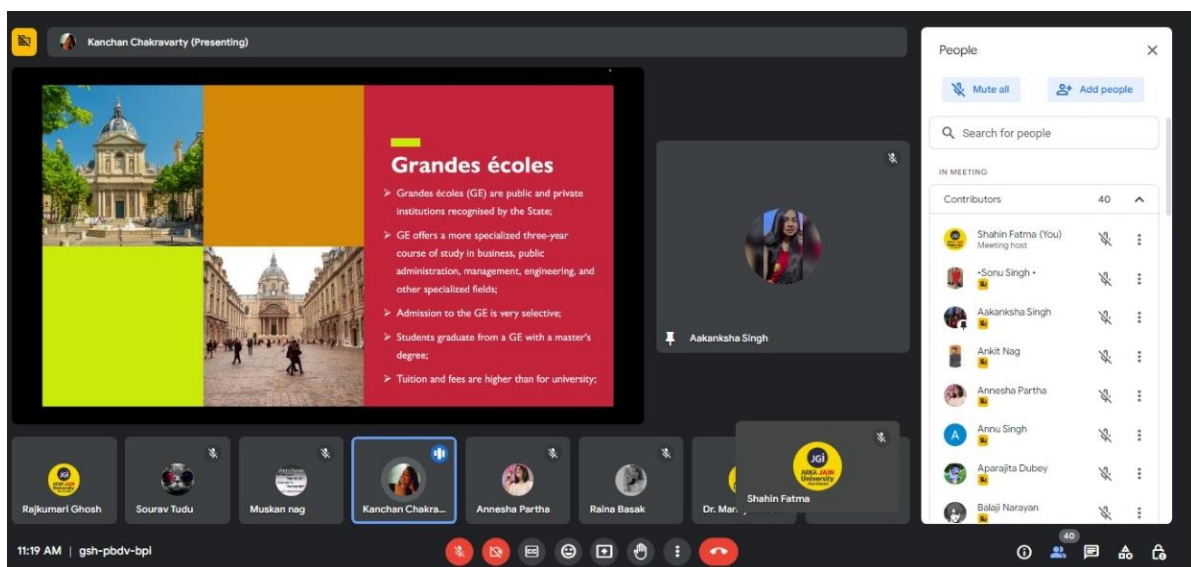 Kanchan Chakravarty (Presenting)
Grandes écoles
➢ Grandes écoles (GE) are public and private
institutions recognised by the State;
➢ GE offers a more specialized three-year
course of study in business, public
administration, management, engineering, and
other specialized fields;
➢ Admission to the GE is very selective;
➢ Students graduate from a GE with a master's
degree;
➢ Tuition and fees are higher than for university;
Aakanksha Singh
Rajkumari Ghosh
Sourav Tudu
Muskan nag
Kanchan Chakra...
Annesha Partha
Raina Basak
Dr.
JGi
ARKA JAIN
University
Shahin Fatma
People
Mute all
Add people
Search for people
IN MEETING
Contributors 40
Shahin Fatma (You)
Meeting host
•Sonu Singh •
Aakanksha Singh
Ankit Nag
Annesha Partha
A
Annu Singh
Aparajita Dubey
Balaji Narayan
11:19 AM | gsh-pbdv-bpi
40